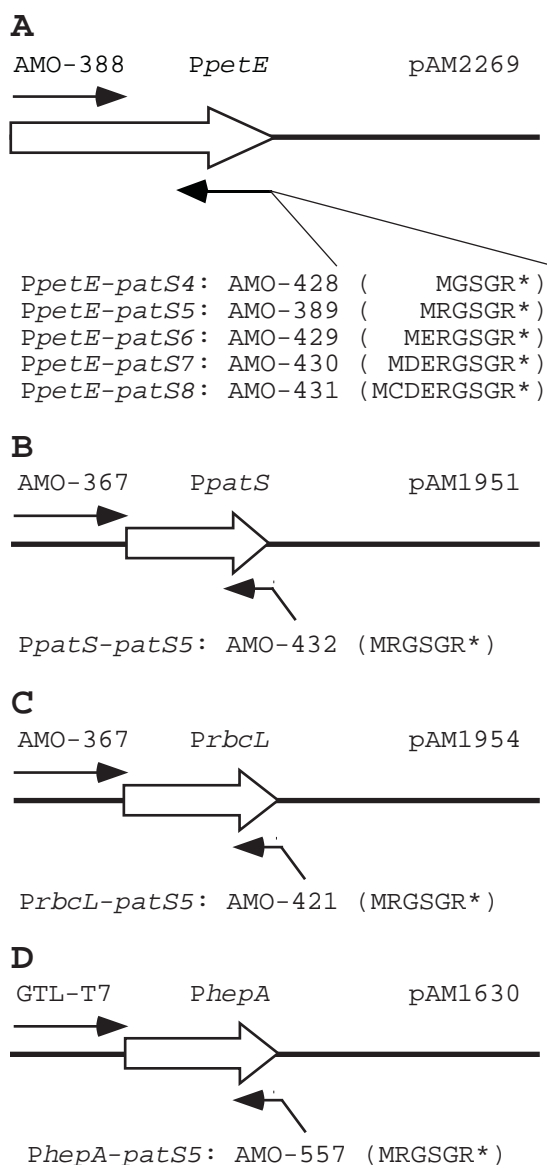 A
AMO-388 PpetE pAM2269
PpetE-patS4: AMO-428 ( MGSGR*)
PpetE-patS5: AMO-389 ( MRGSGR*)
PpetE-patS6: AMO-429 ( MERGSGR*)
PpetE-patS7: AMO-430 ( MDERGSGR*)
PpetE-patS8: AMO-431 (MCDERGSGR*)
B
AMO-367 PpatS pAM1951
PpatS-patS5: AMO-432 (MRGSGR*)
C
AMO-367 PrbcL pAM1954
PrbcL-patS5: AMO-421 (MRGSGR*)
D
GTL-T7 PhepA pAM1630
PhepA-patS5: AMO-557 (MRGSGR*)